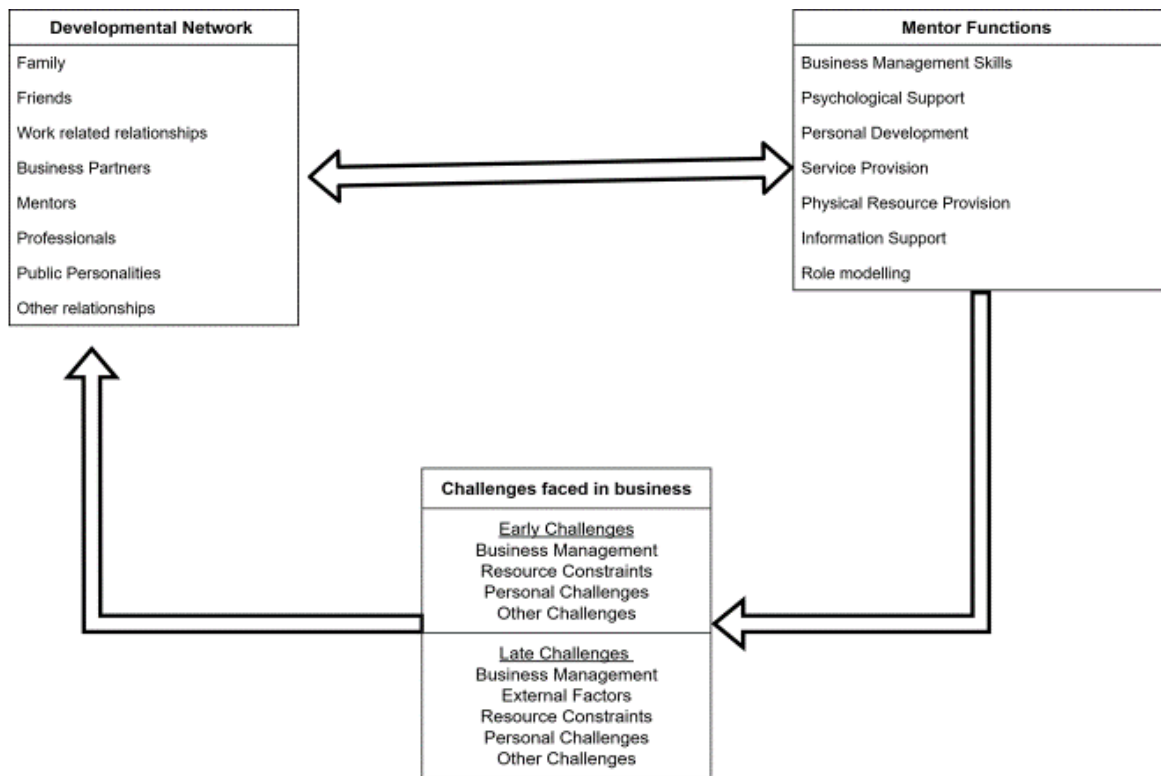 Developmental Network
Family
Friends
Work related relationships
Business Partners
Mentors
Professionals
Public Personalities
Other relationships
Mentor Functions
Business Management Skills
Psychological Support
Personal Development
Service Provision
Physical Resource Provision
Information Support
Role modelling
Challenges faced in business
Early Challenges
Business Management
Resource Constraints
Personal Challenges
Other Challenges
Late Challenges
Business Management
External Factors
Resource Constraints
Personal Challenges
Other Challenges